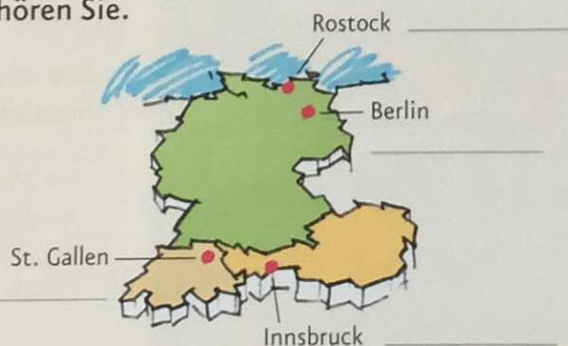 hören Sie.
Rostock
Berlin
St. Gallen
Innsbruck